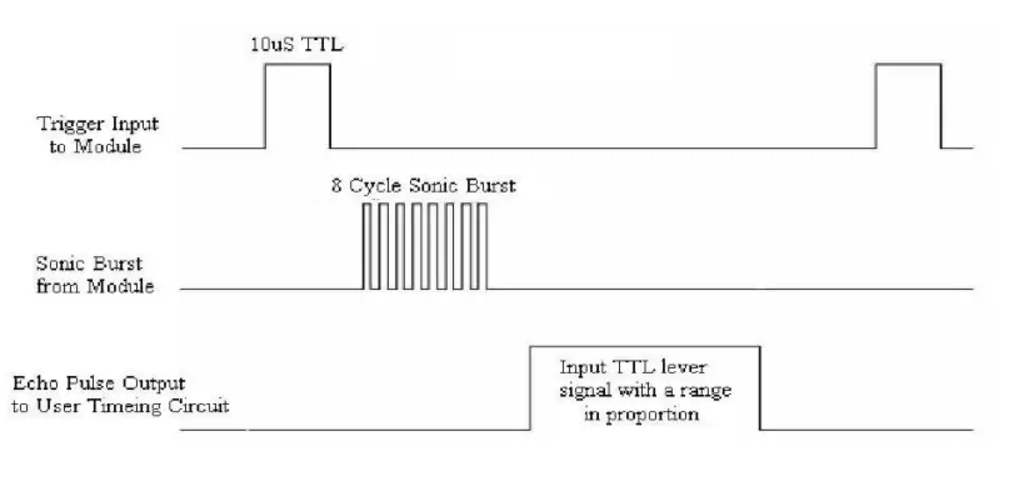 10uS TTL
Trigger Input
to Module
8 Cycle Sonic Burst
Sonic Burst
from Module
Echo Pulse Output
to User Timeing Circuit
Input TTL lever
signal with a range
in proportion